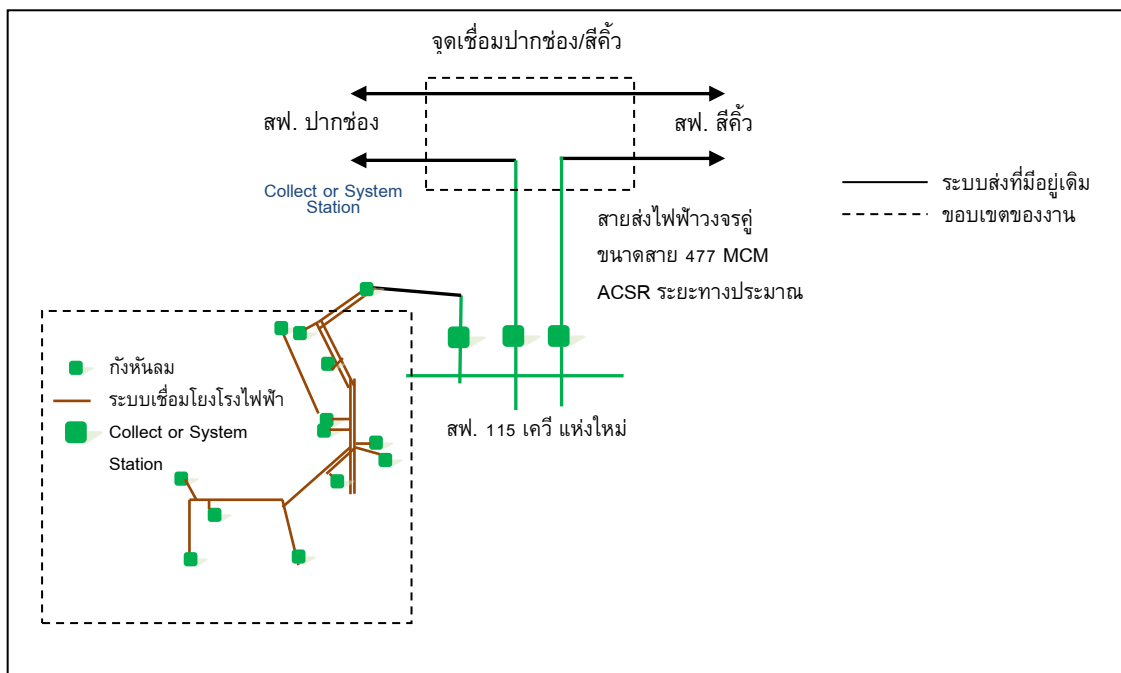 จุดเชื่อมปากช่อง/สีคิ้ว
สฟ. ปากช่อง
สฟ. สีคิ้ว
Collect or System
Station
ระบบส่งที่มีอยู่เดิม
ขอบเขตของงาน
สายส่งไฟฟ้าวงจรคู่
ขนาดสาย 477 MCM
ACSR ระยะทางประมาณ
กังหันลม
ระบบเชื่อมโยงโรงไฟฟ้า
Collect or System
Station
สฟ. 115 เควี แห่งใหม่